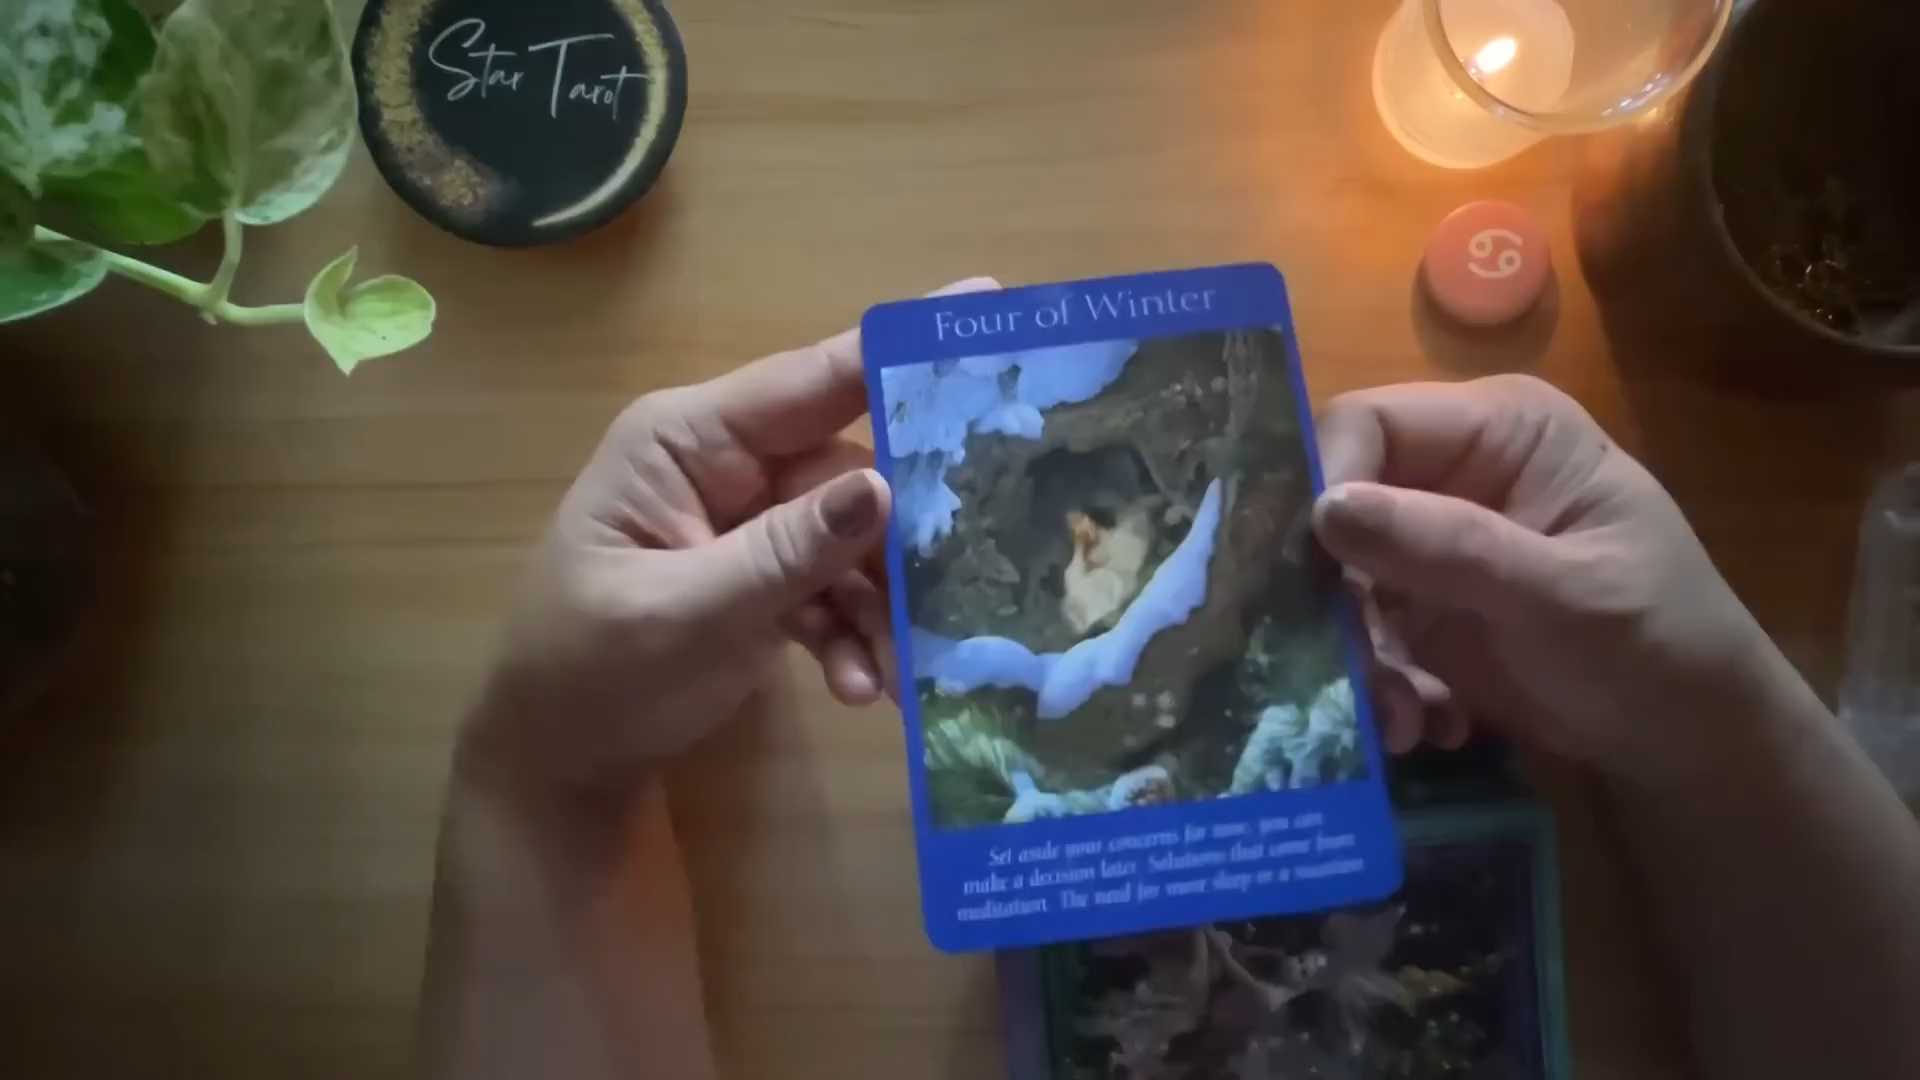 Star Tarot
Four of Winter
Set aside your concerns for now; you can
make a decision later. Solutions that come from
meditation. The need for more sleep or a vacation.